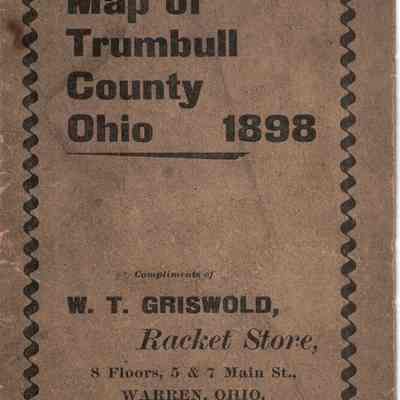 Map of
Trumbull
County
Ohio 1898
Compliments of
W. T. GRISWOLD,
Racket Store,
8 Floors, 5 & 7 Main St.,
WARREN, OHIO.